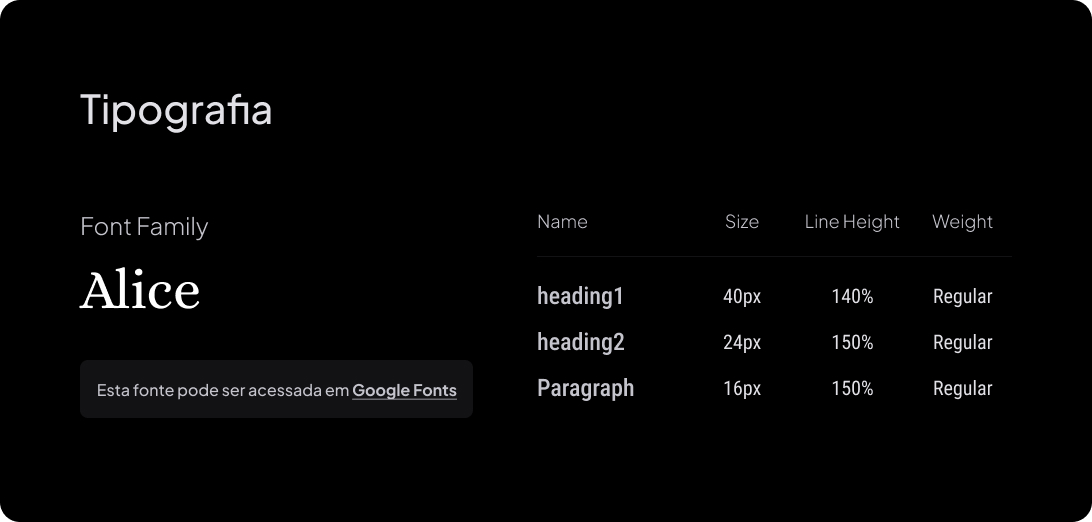 Tipografia
Font Family
Alice
Esta fonte pode ser acessada em Google Fonts
Name Size Line Height Weight
heading1 40px 140% Regular
heading2 24px 150% Regular
Paragraph 16px 150% Regular